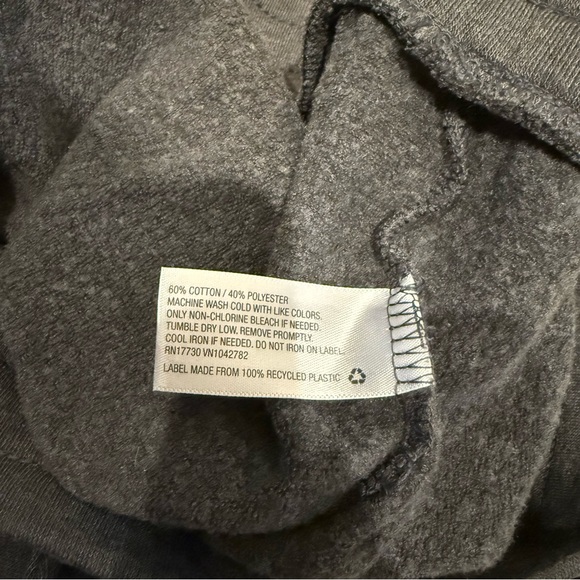 60% COTTON / 40% POLYESTER
MACHINE WASH COLD WITH LIKE COLORS.
ONLY NON-CHLORINE BLEACH IF NEEDED.
TUMBLE DRY LOW. REMOVE PROMPTLY.
COOL IRON IF NEEDED. DO NOT IRON ON LABEL.
RN17730 VN1042782
LABEL MADE FROM 100% RECYCLED PLASTIC